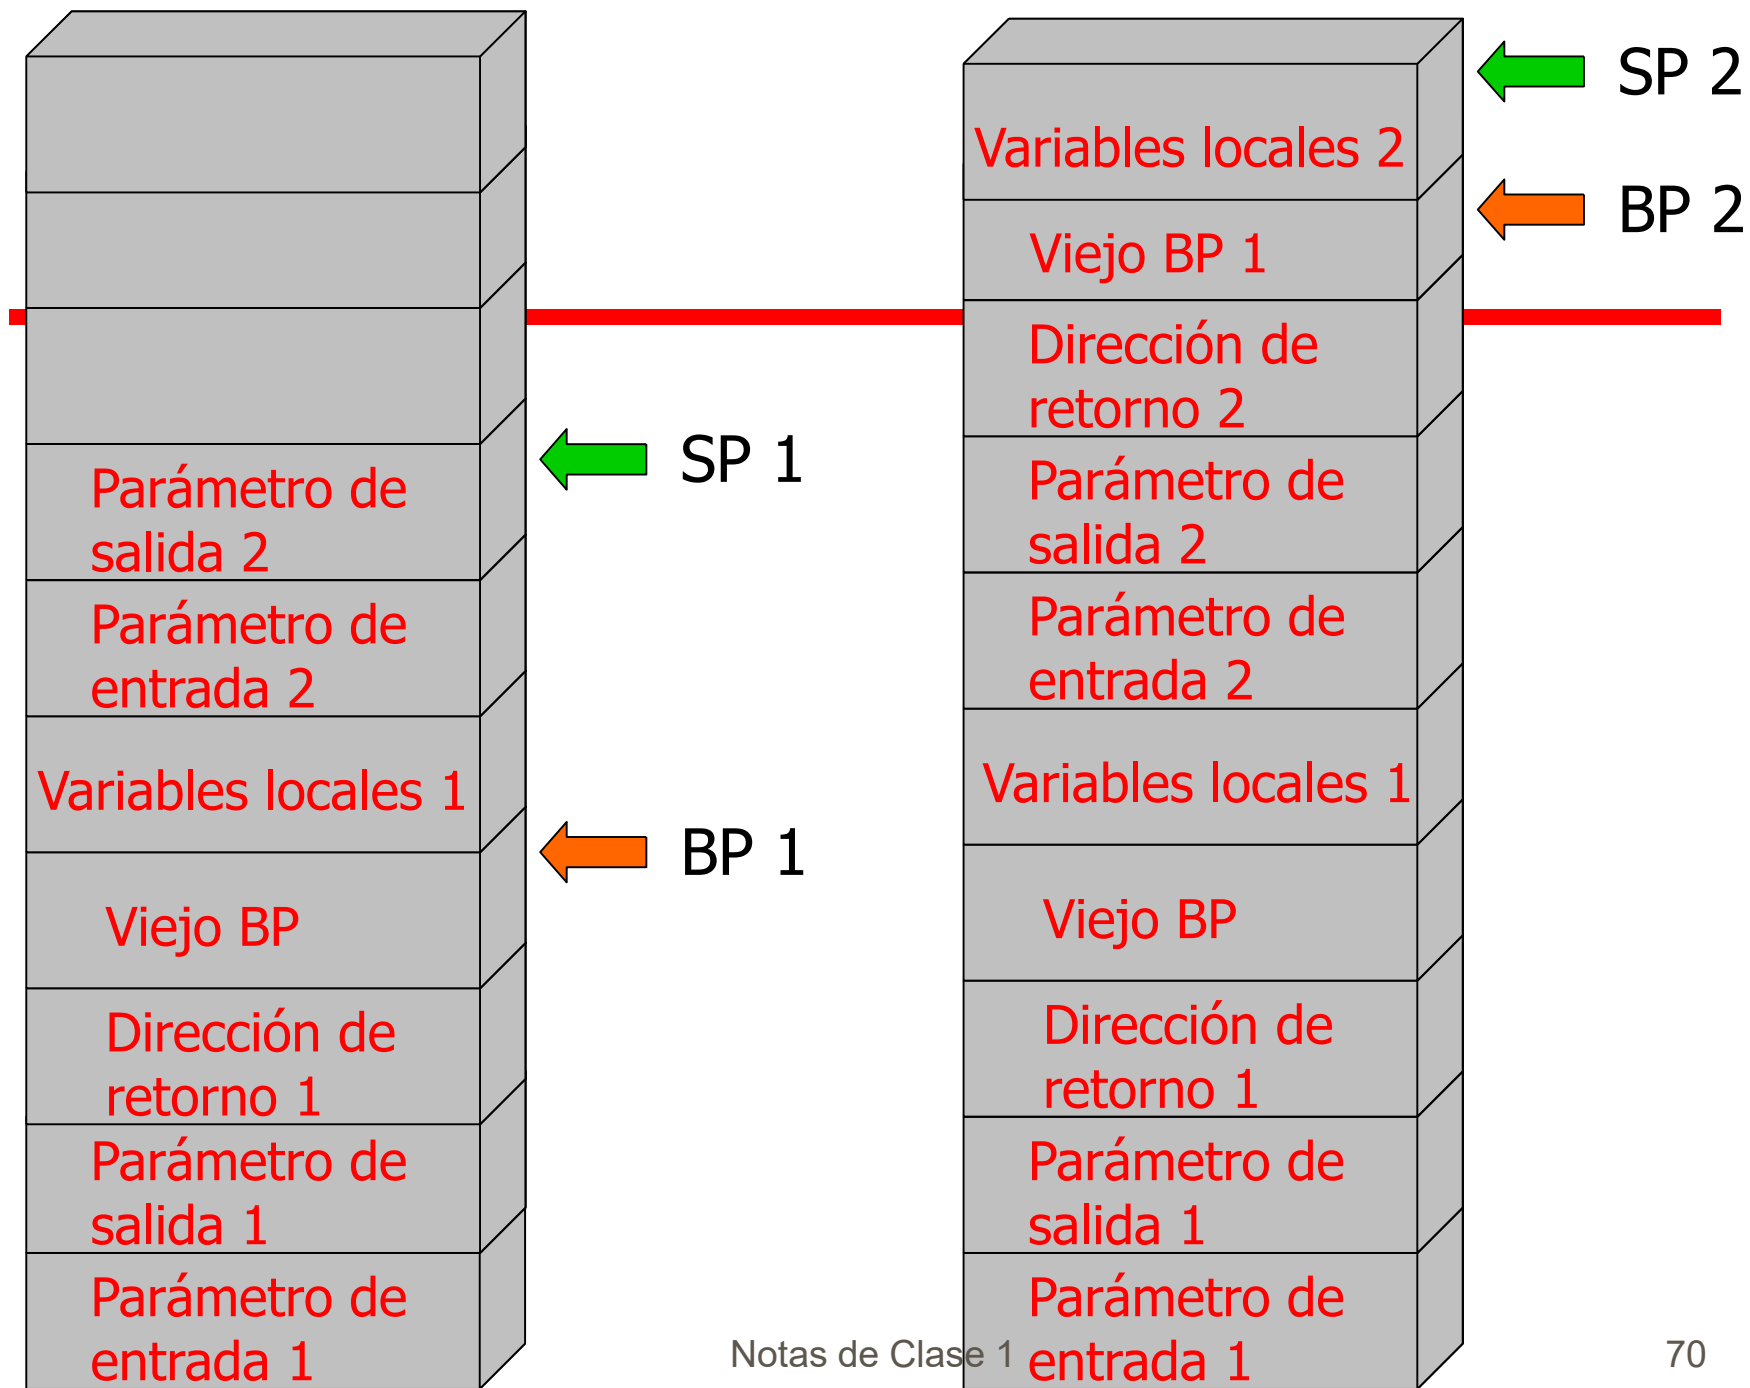 Parámetro de
salida 2
Parámetro de
entrada 2
Variables locales 1
Viejo BP
Dirección de
retorno 1
Parámetro de
salida 1
Parámetro de
entrada 1
SP 1
BP 1
Variables locales 2
Viejo BP 1
Dirección de
retorno 2
Parámetro de
salida 2
Parámetro de
entrada 2
Variables locales 1
Viejo BP
Dirección de
retorno 1
Parámetro de
salida 1
Parámetro de
entrada 1
SP 2
BP 2
Notas de Clase 1
70